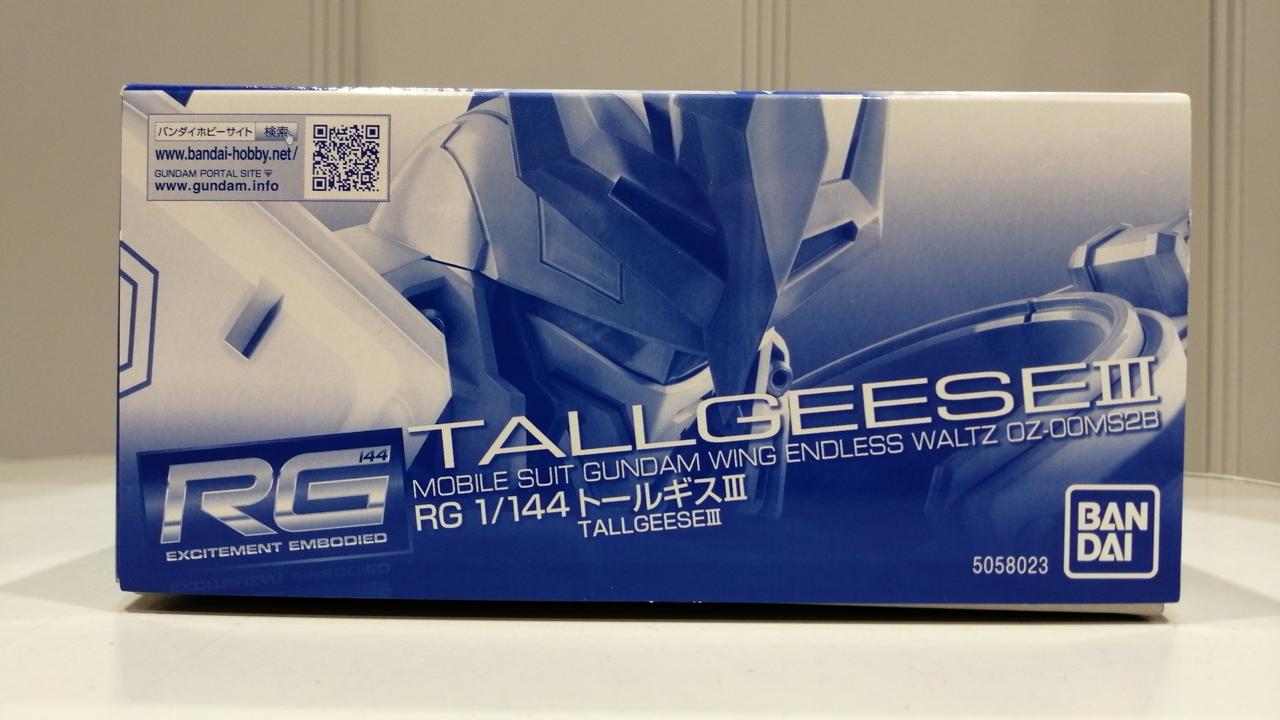 バンダイホビーサイト 検索
www.bandai-hobby.net/
GUNDAM PORTAL SITE
www.gundam.info
TALLGEESEⅢ
MOBILE SUIT GUNDAM WING ENDLESS WALTZ OZ-00MS2B
RG 1/144 トールギスⅢ
TALLGEESEⅢ
RG 144
EXCITEMENT EMBODIED
5058023
BAN
DAI